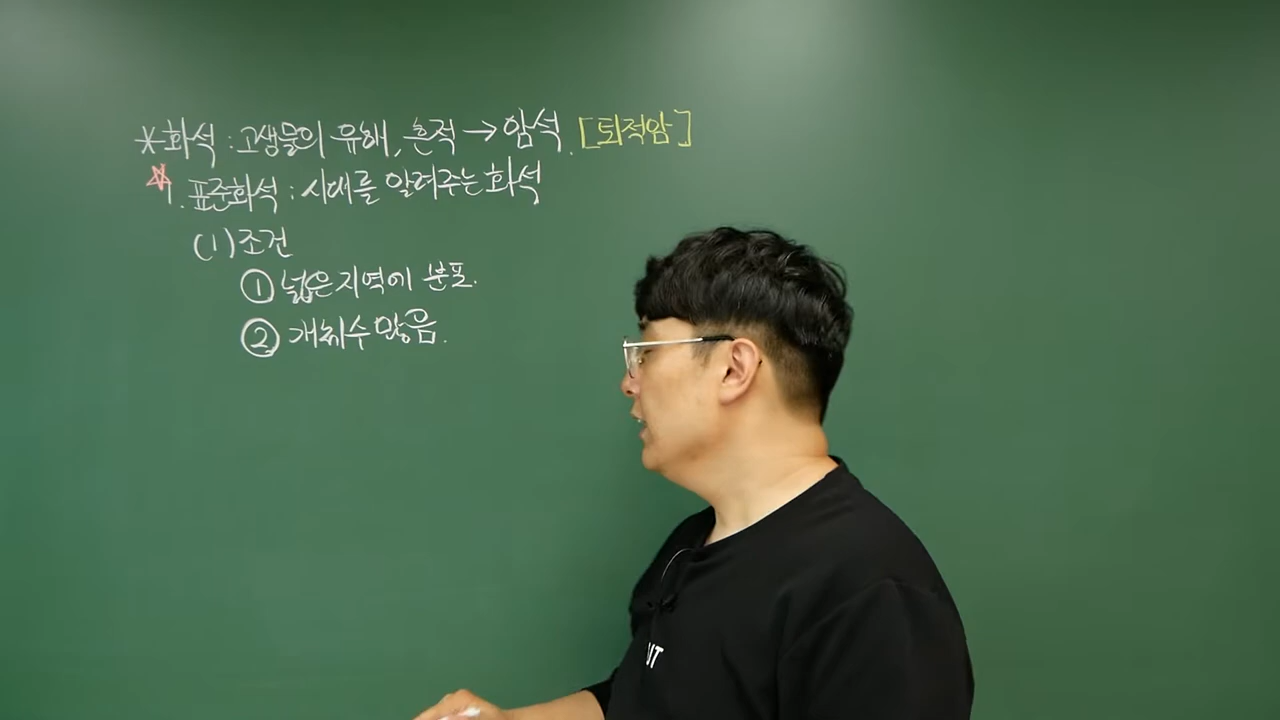 *화석 : 고생물의 유해, 흔적 → 암석. [퇴적암]
☆1. 표준화석 : 시대를 알려주는 화석
(1) 조건
① 넓은지역에 분포.
② 개체수 많음.
UT